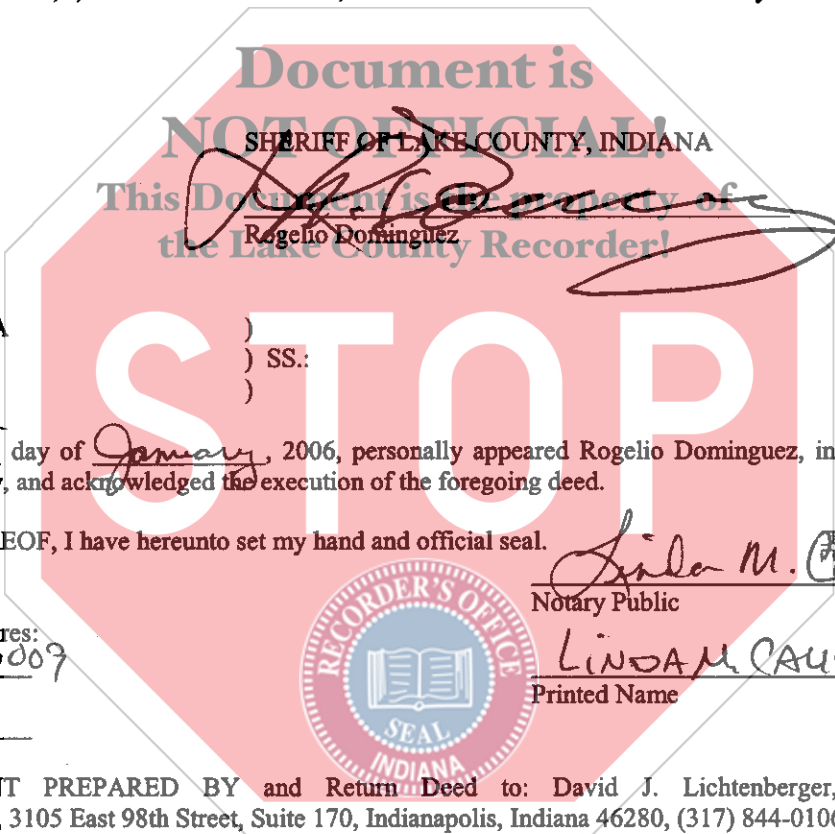 Document is
NOT OFFICIAL!
SHERIFF OF LAKE COUNTY, INDIANA
This Document is the property of
Rogelio Dominguez
the Lake County Recorder!
A )
) SS.:
)
STOP
day of January, 2006, personally appeared Rogelio Dominguez, in
, and acknowledged the execution of the foregoing deed.
EOF, I have hereunto set my hand and official seal.
Linda M.
Notary Public
res:
LINDA M CAU
Printed Name
RECORDER'S OFFICE
SEAL
INDIANA
T PREPARED BY and Return Deed to: David J. Lichtenberger,
3105 East 98th Street, Suite 170, Indianapolis, Indiana 46280, (317) 844-0106